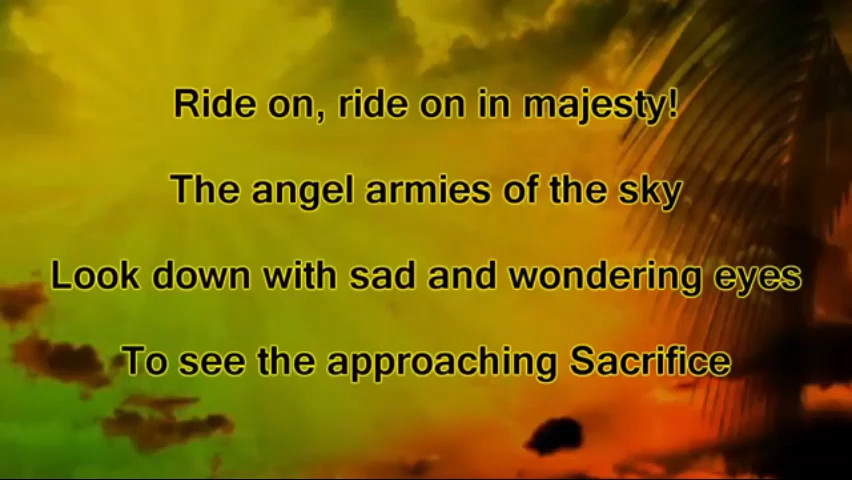 Ride on, ride on in majesty!
The angel armies of the sky
Look down with sad and wondering eyes
To see the approaching Sacrifice